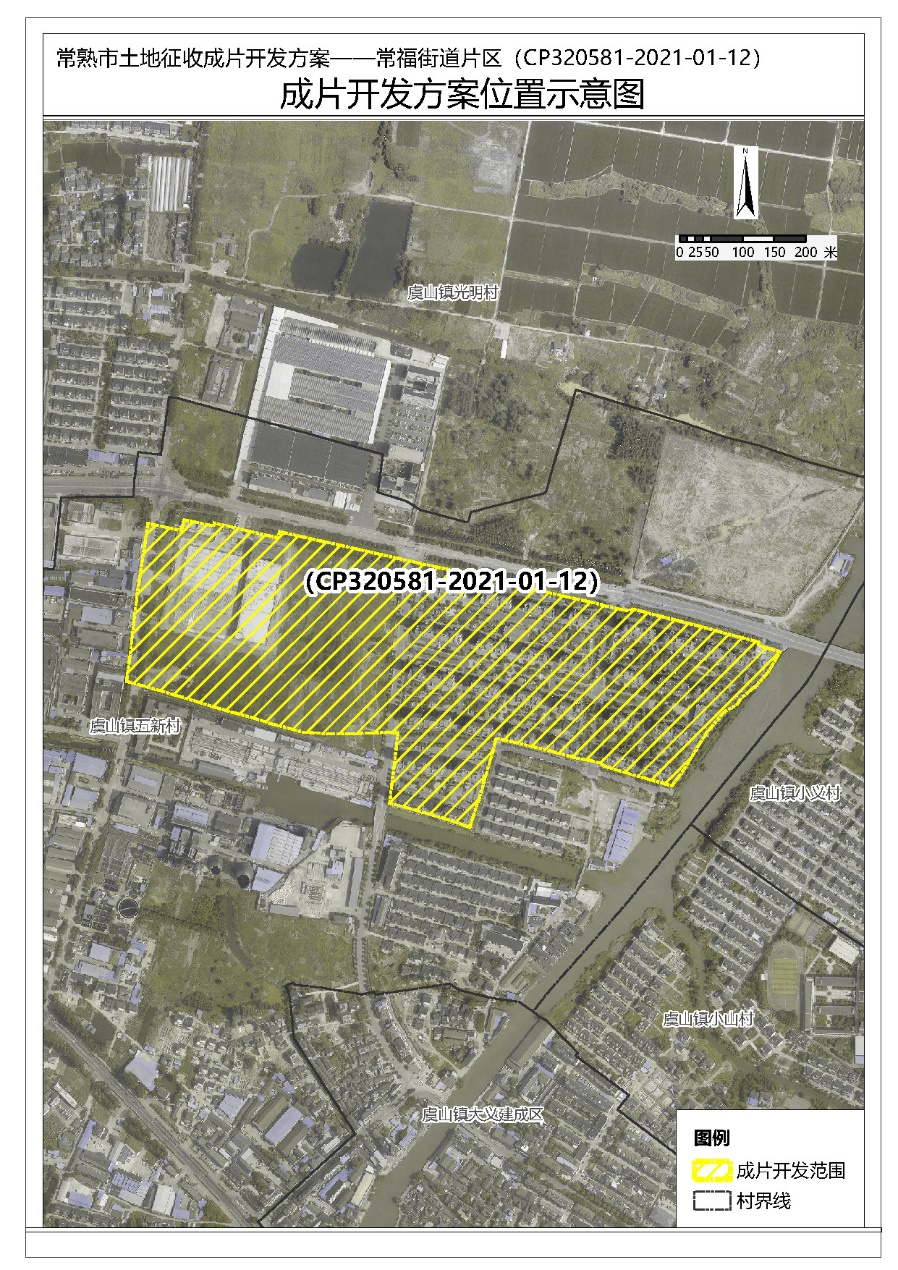 常熟市土地征收成片开发方案——常福街道片区（CP320581-2021-01-12）
成片开发方案位置示意图
N
0 2550 100 150 200 米
虞山镇光明村
(CP320581-2021-01-12)
虞山镇五新村
虞山镇小义村
虞山镇小山村
虞山镇大义建成区
图例
成片开发范围
村界线